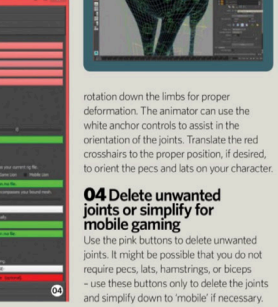 rotation down the limbs for proper
deformation. The animator can use the
white anchor controls to assist in the
orientation of the joints. Translate the red
crosshairs to the proper position, if desired,
to orient the pecs and lats on your character.
04 Delete unwanted
joints or simplify for
mobile gaming
Use the pink buttons to delete unwanted
joints. It might be possible that you do not
require pecs, lats, hamstrings, or biceps
– use these buttons only to delete the joints
and simplify down to ‘mobile’ if necessary.
04